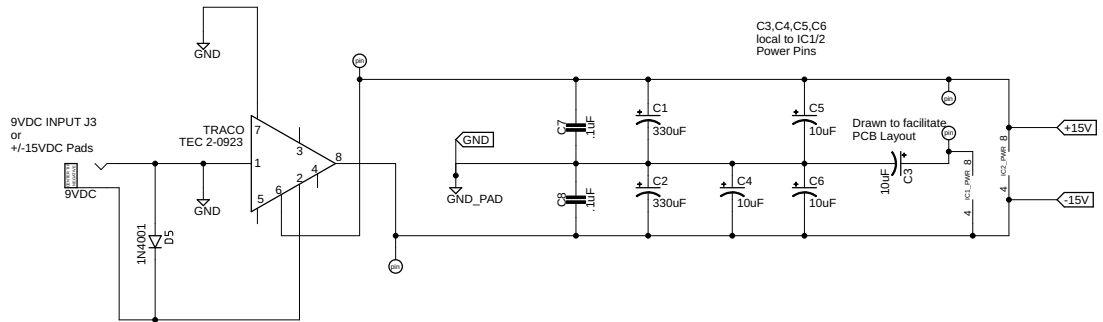 C3,C4,C5,C6
local to IC1/2
Power Pins
GND
pin
9VDC INPUT J3
or
+/-15VDC Pads
9VDC
TRACO
TEC 2-0923
7
3
1
8
4
6
2
5
GND
1N4001
D5
pin
GND
GND_PAD
C7
.1uF
C8
.1uF
C1
330uF
C2
330uF
C4
10uF
C5
10uF
C6
10uF
Drawn to facilitate
PCB Layout
pin
pin
10uF
C3
8
IC1_PWR
4
8
IC2_PWR
4
+15V
-15V